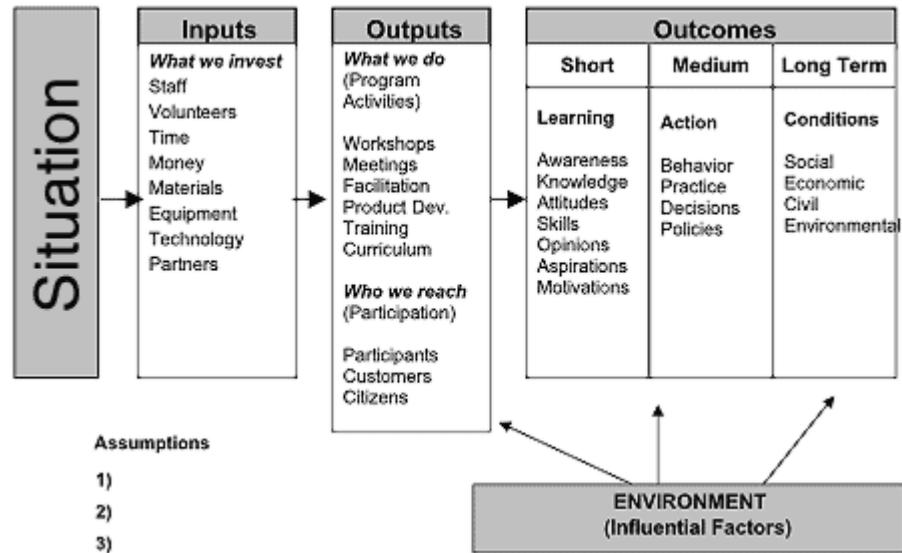 Situation
Inputs
What we invest
Staff
Volunteers
Time
Money
Materials
Equipment
Technology
Partners
Outputs
What we do
(Program
Activities)
Workshops
Meetings
Facilitation
Product Dev.
Training
Curriculum
Who we reach
(Participation)
Participants
Customers
Citizens
Outcomes
Short
Learning
Awareness
Knowledge
Attitudes
Skills
Opinions
Aspirations
Motivations
Medium
Action
Behavior
Practice
Decisions
Policies
Long Term
Conditions
Social
Economic
Civil
Environmental
Assumptions
1)
2)
3)
ENVIRONMENT
(Influential Factors)